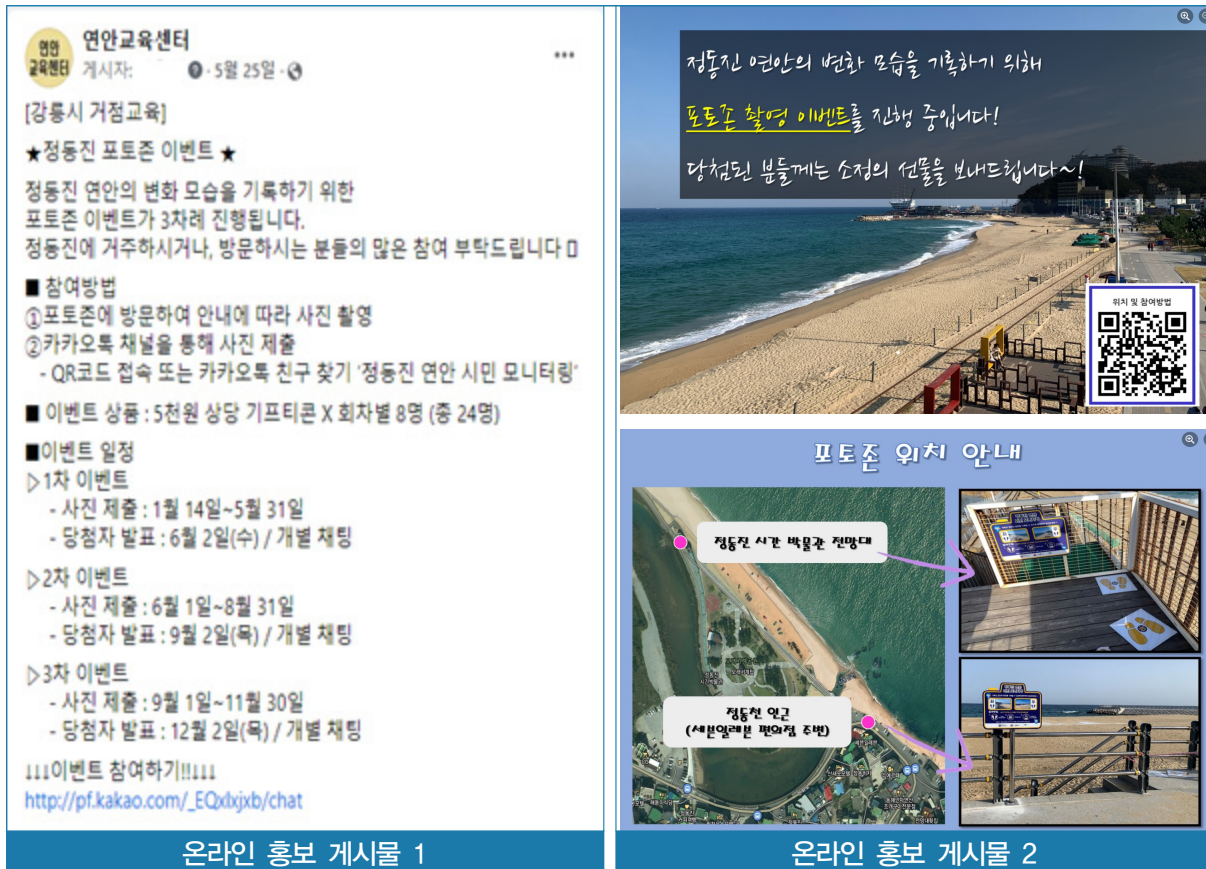 연안
교육센터
연안교육센터
게시자:
5월 25일
[강릉시 거점교육]
★정동진 포토존 이벤트 ★
정동진 연안의 변화 모습을 기록하기 위한
포토존 이벤트가 3차례 진행됩니다.
정동진에 거주하시거나, 방문하시는 분들의 많은 참여 부탁드립니다 ▯
■ 참여방법
①포토존에 방문하여 안내에 따라 사진 촬영
②카카오톡 채널을 통해 사진 제출
- QR코드 접속 또는 카카오톡 친구 찾기 '정동진 연안 시민 모니터링'
■ 이벤트 상품 : 5천원 상당 기프티콘 X 회차별 8명 (총 24명)
■이벤트 일정
▷1차 이벤트
- 사진 제출 : 1월 14일~5월 31일
- 당첨자 발표 : 6월 2일(수) / 개별 채팅
▷2차 이벤트
- 사진 제출 : 6월 1일~8월 31일
- 당첨자 발표 : 9월 2일(목) / 개별 채팅
▷3차 이벤트
- 사진 제출 : 9월 1일~11월 30일
- 당첨자 발표 : 12월 2일(목) / 개별 채팅
↓↓↓이벤트 참여하기!!↓↓↓
http://pf.kakao.com/_EQxlxjxb/chat
온라인 홍보 게시물 1
정동진 연안의 변화 모습을 기록하기 위해
포토존 촬영 이벤트를 진행 중입니다!
당첨된 분들께는 소정의 선물을 보내드립니다~!
위치 및 참여방법
포토존 위치 안내
정동진 시간 박물관 전망대
정동천 인근
(세븐일레븐 편의점 주변)
세븐일레븐
온라인 홍보 게시물 2